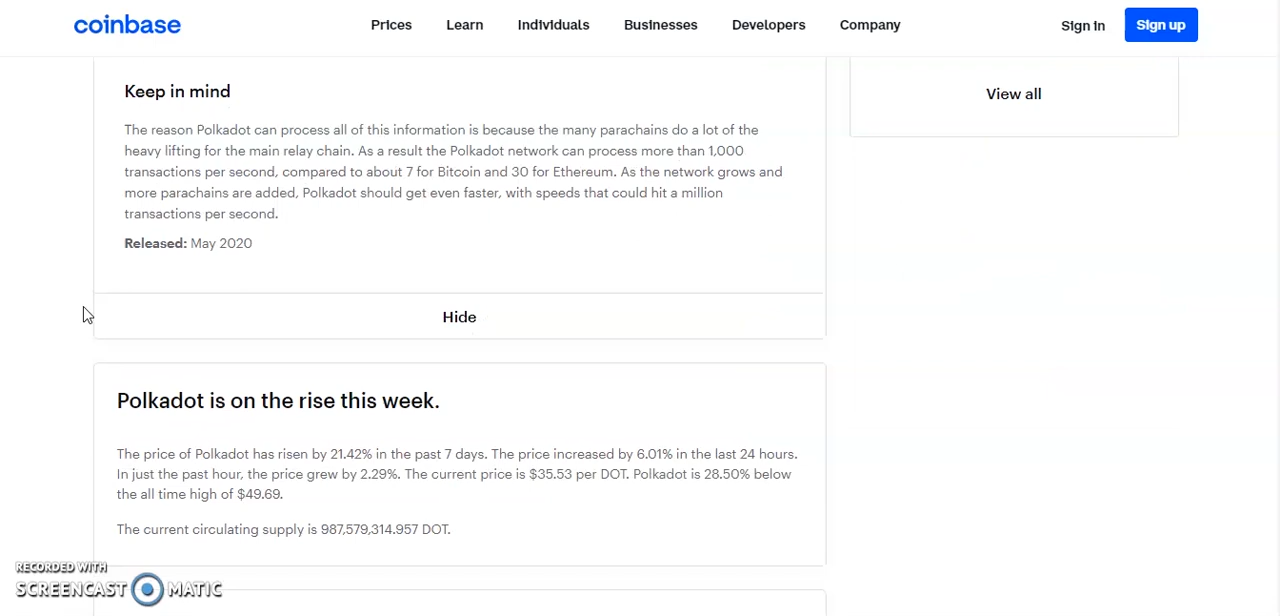 coinbase
Prices Learn Individuals Businesses Developers Company Sign in Sign up
View all
Keep in mind
The reason Polkadot can process all of this information is because the many parachains do a lot of the
heavy lifting for the main relay chain. As a result the Polkadot network can process more than 1,000
transactions per second, compared to about 7 for Bitcoin and 30 for Ethereum. As the network grows and
more parachains are added, Polkadot should get even faster, with speeds that could hit a million
transactions per second.
Released: May 2020
Hide
Polkadot is on the rise this week.
The price of Polkadot has risen by 21.42% in the past 7 days. The price increased by 6.01% in the last 24 hours.
In just the past hour, the price grew by 2.29%. The current price is $35.53 per DOT. Polkadot is 28.50% below
the all time high of $49.69.
The current circulating supply is 987,579,314.957 DOT.
RECORDED WITH
SCREENCAST MATIC